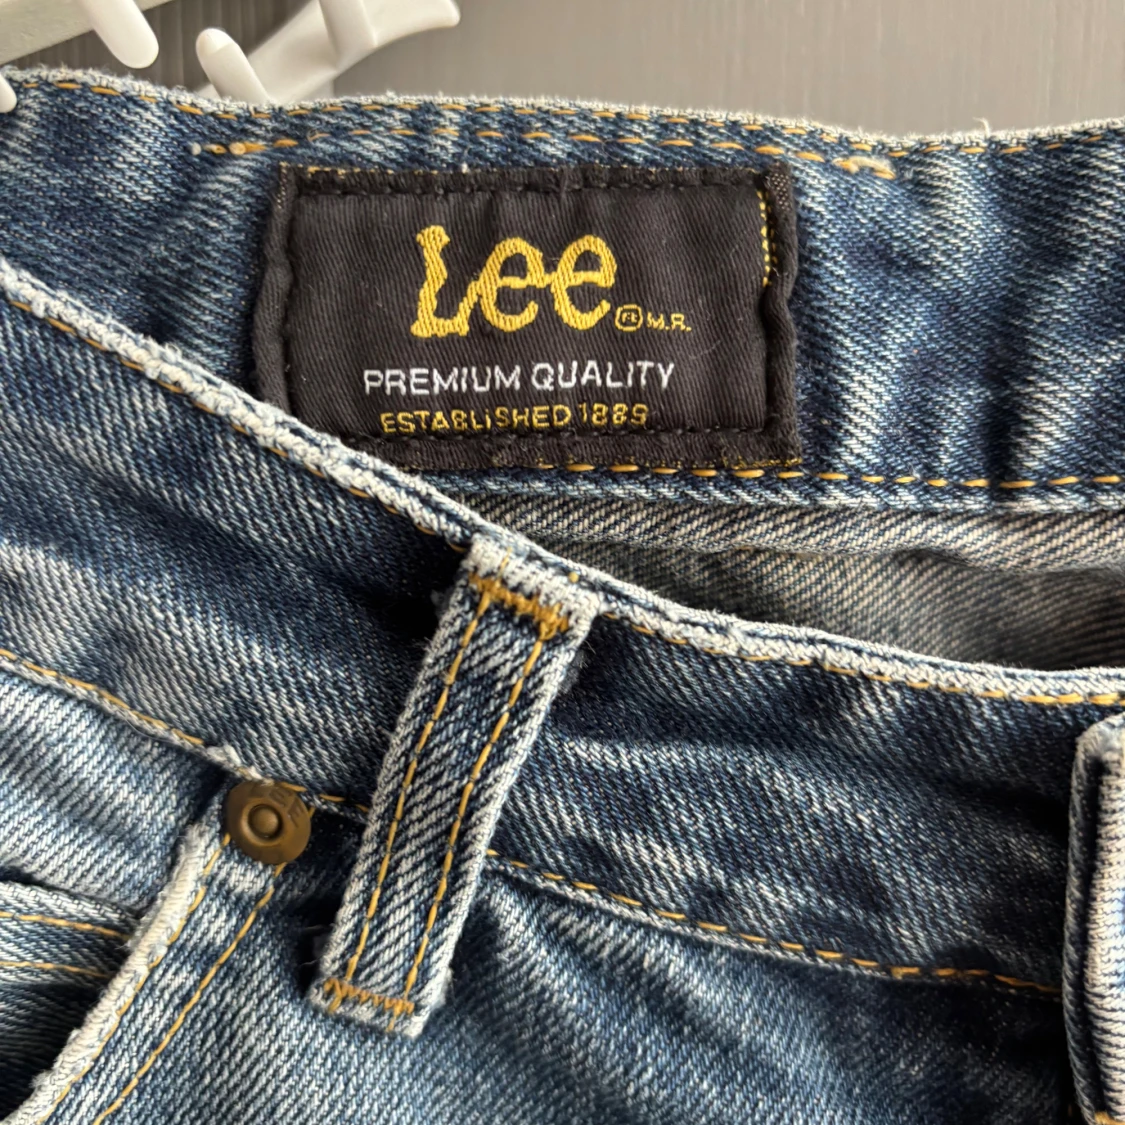 Lee ® M.R.
PREMIUM QUALITY
ESTABLiSHED 1889